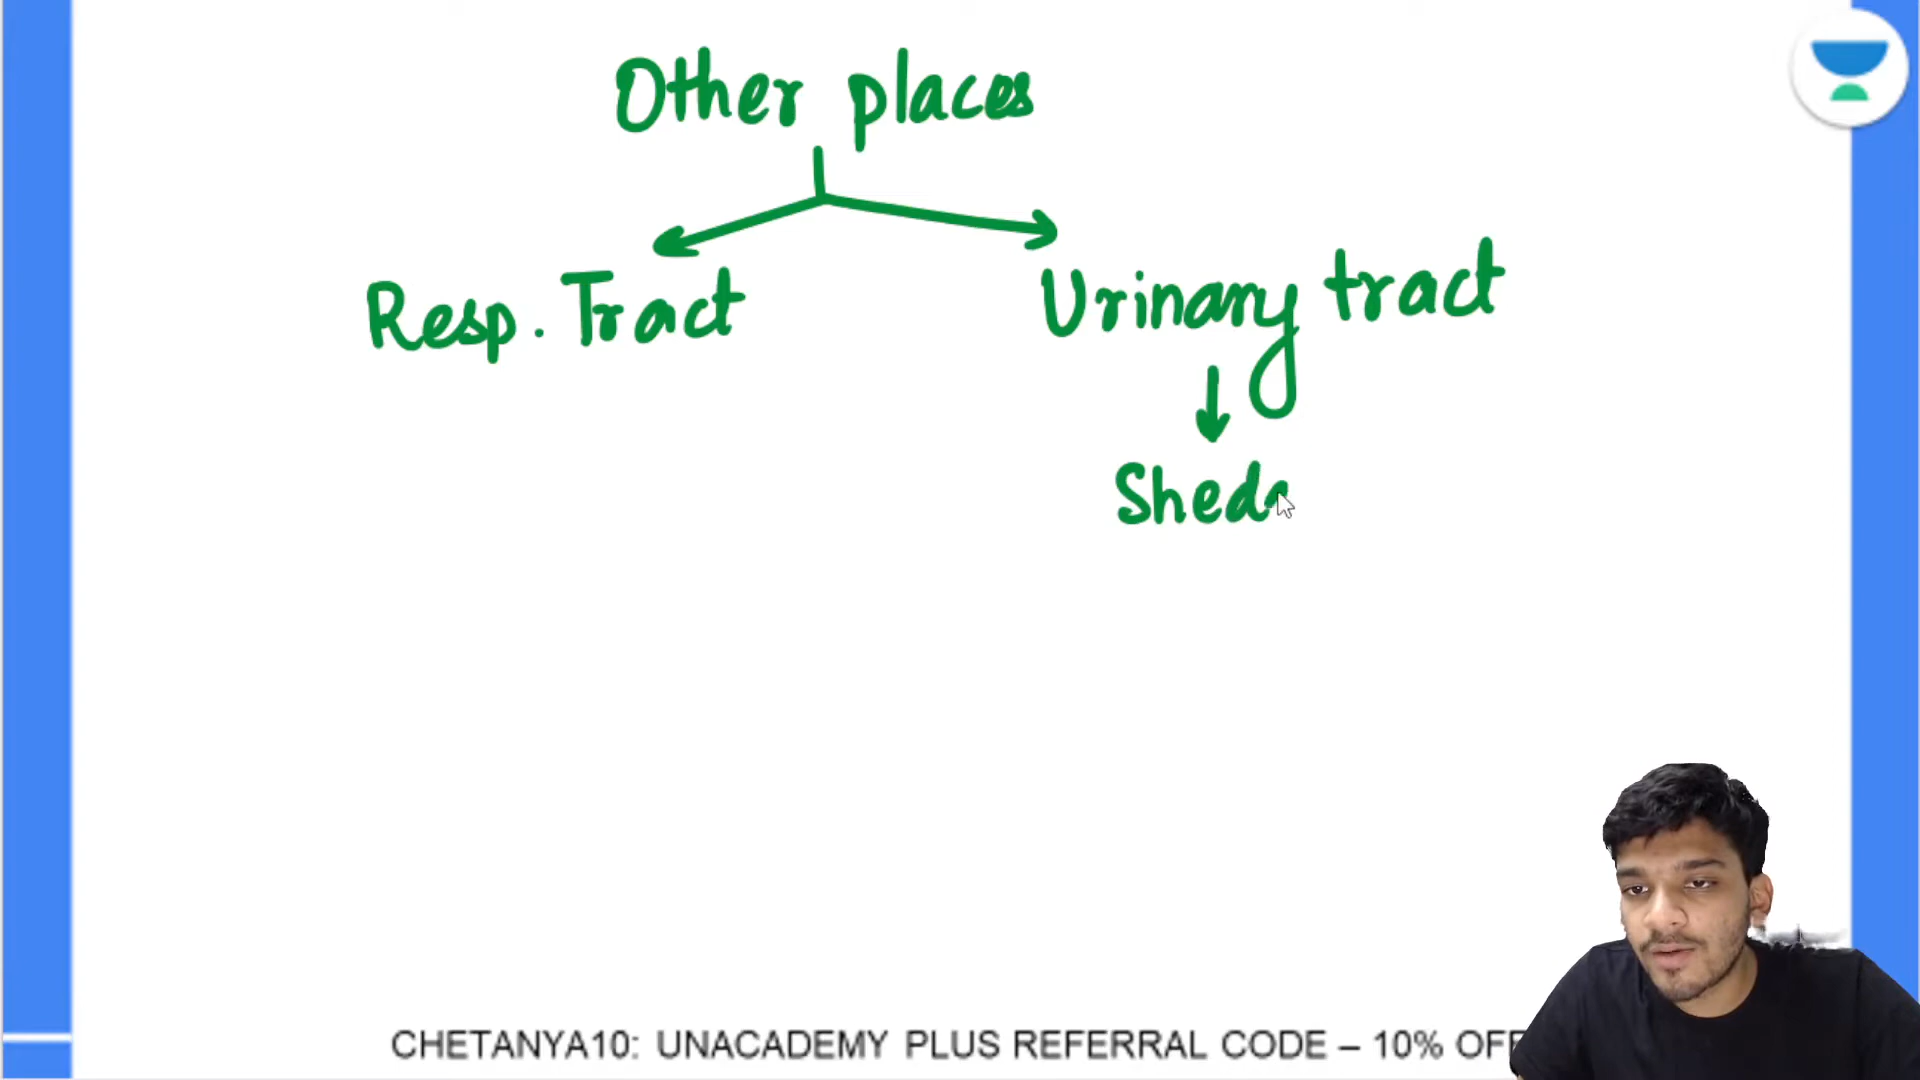 Other places
Resp. Tract
Urinary tract
Shed
CHETANYA10: UNACADEMY PLUS REFERRAL CODE – 10% OFF